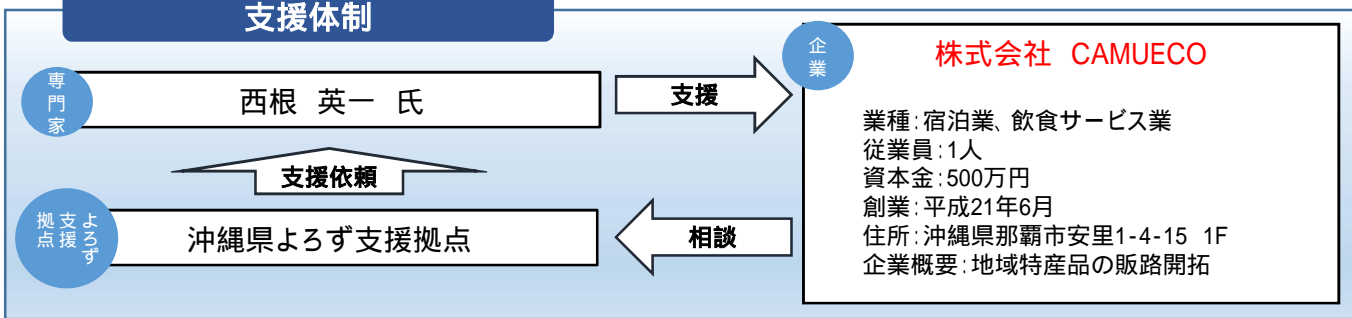 支援体制
専門家
西根 英一 氏
支援
支援依頼
よろず支援拠点
沖縄県よろず支援拠点
相談
企業
株式会社 CAMUECO
業種:宿泊業、飲食サービス業
従業員:1人
資本金:500万円
創業:平成21年6月
住所:沖縄県那覇市安里1-4-15 1F
企業概要:地域特産品の販路開拓